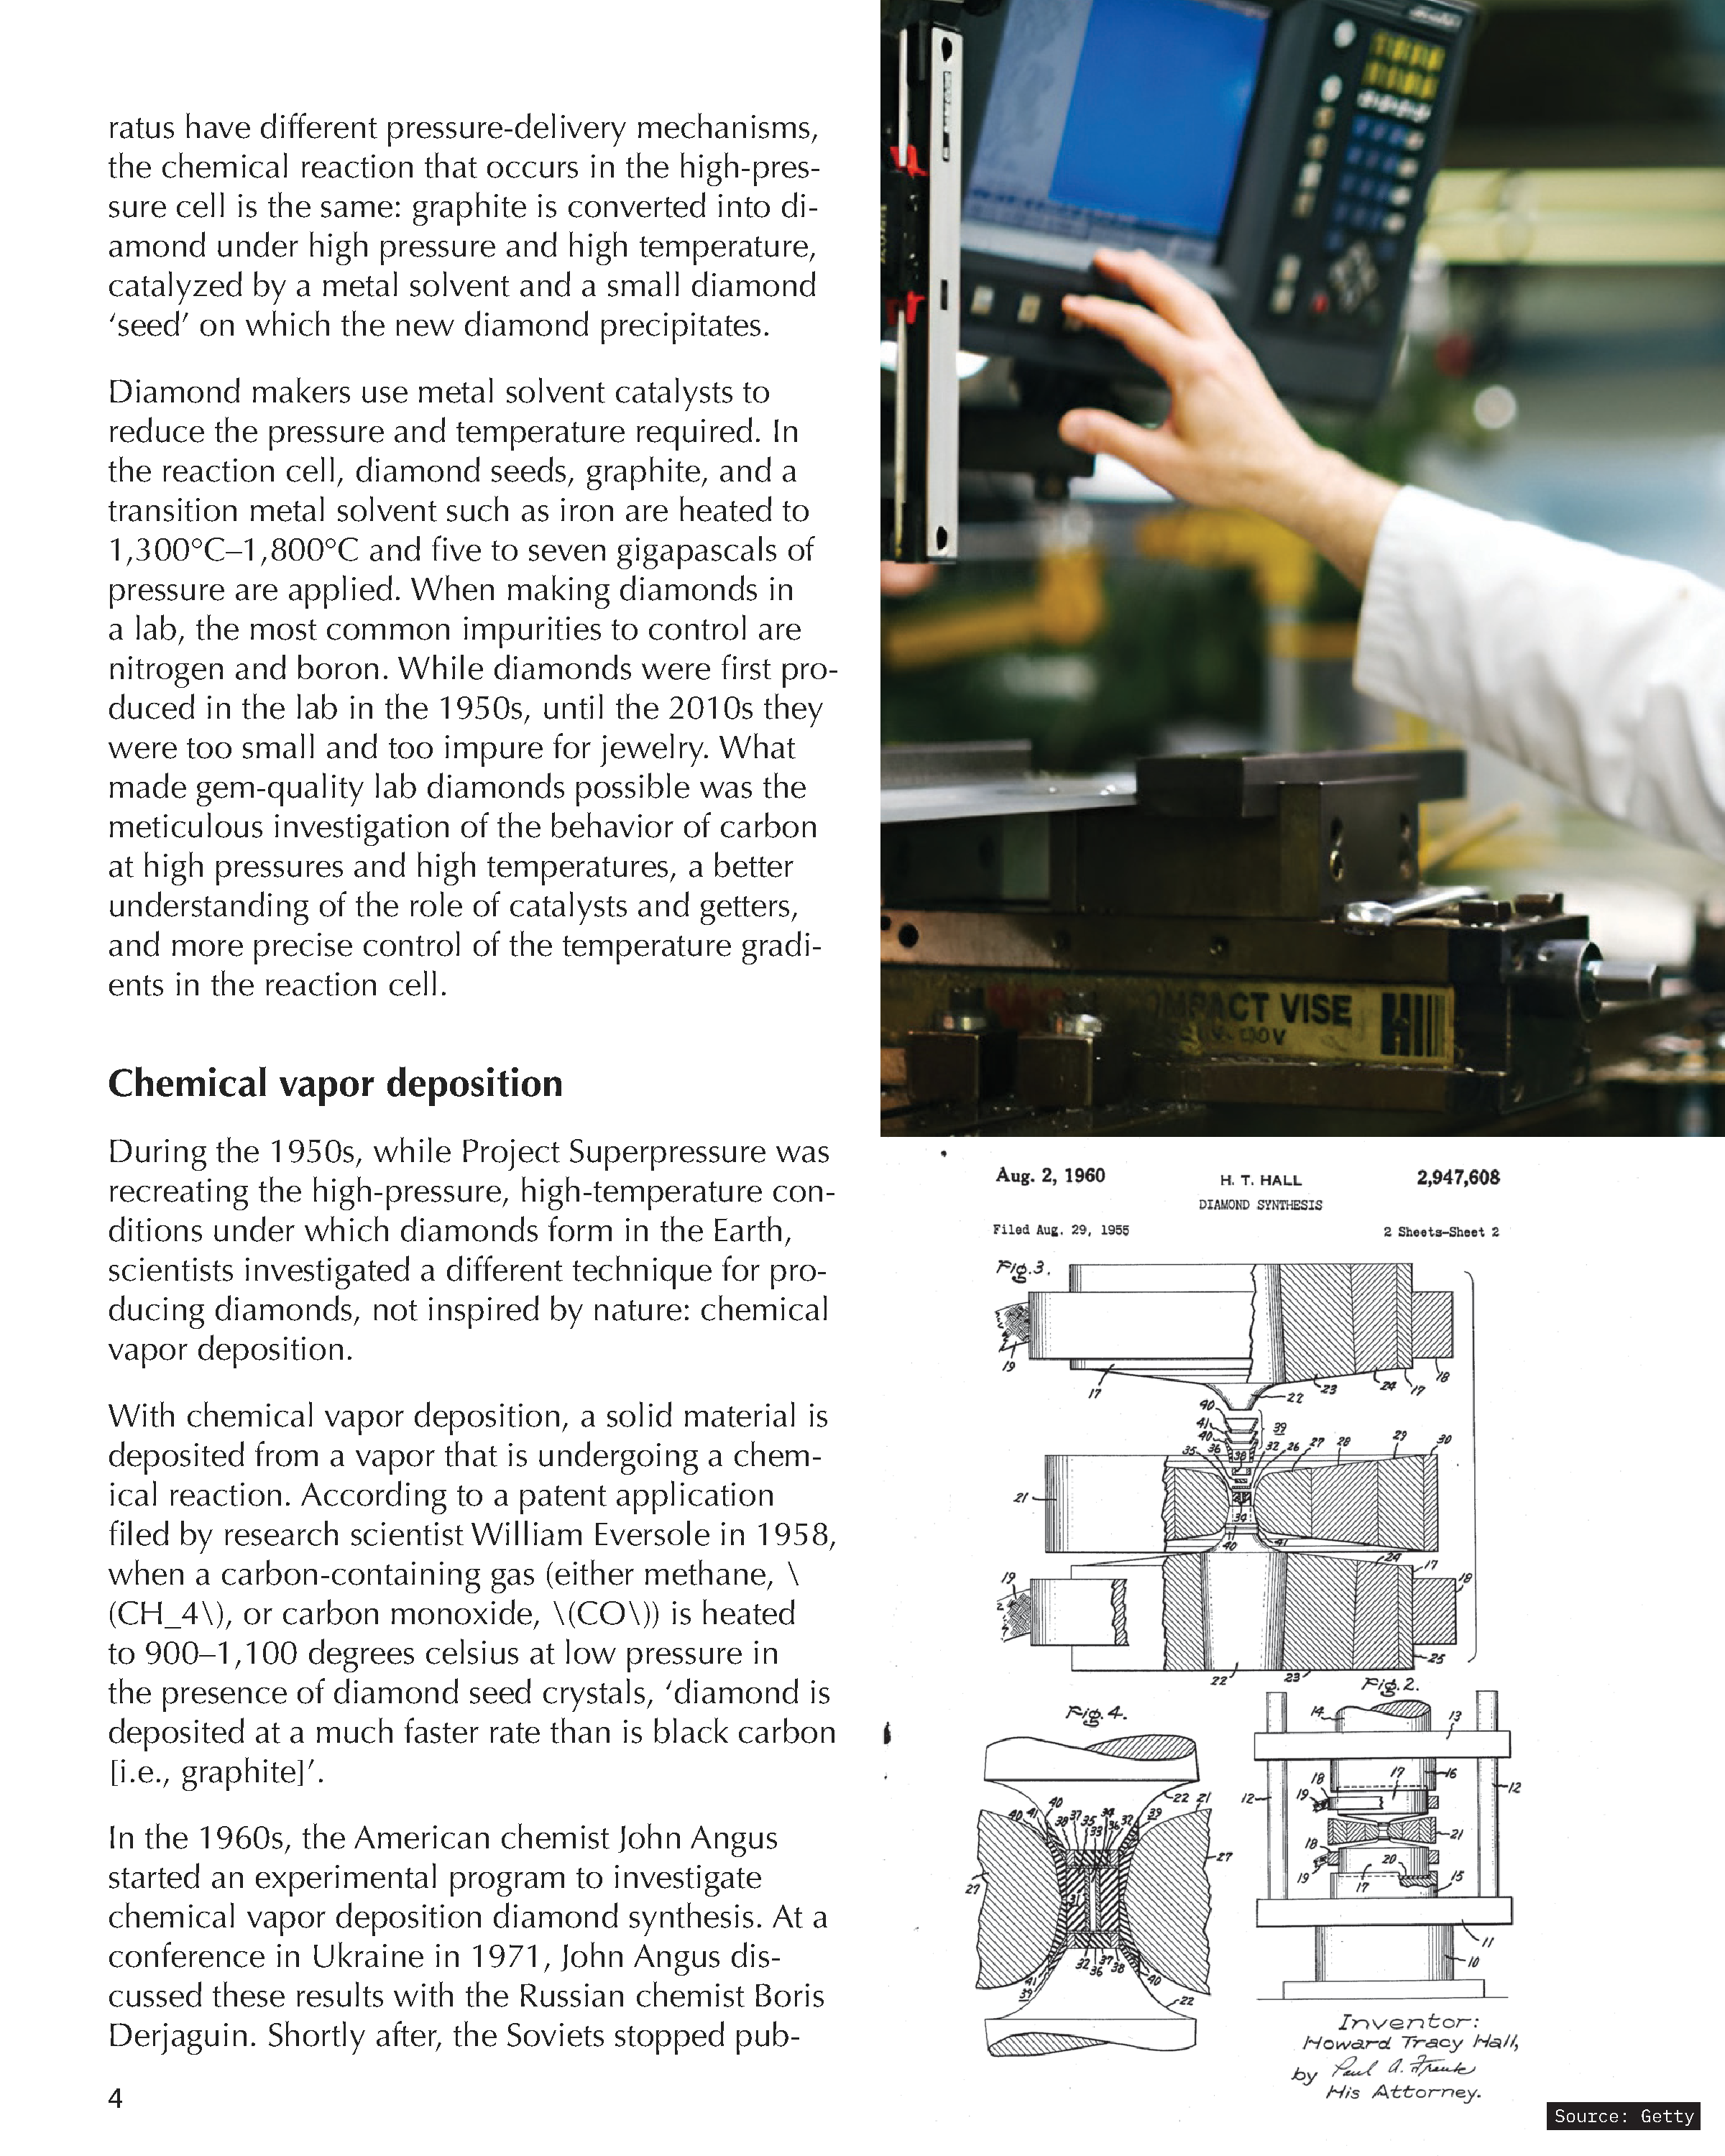 ratus have different pressure-delivery mechanisms,
the chemical reaction that occurs in the high-pres-
sure cell is the same: graphite is converted into di-
amond under high pressure and high temperature,
catalyzed by a metal solvent and a small diamond
‘seed’ on which the new diamond precipitates.
Diamond makers use metal solvent catalysts to
reduce the pressure and temperature required. In
the reaction cell, diamond seeds, graphite, and a
transition metal solvent such as iron are heated to
1,300°C–1,800°C and five to seven gigapascals of
pressure are applied. When making diamonds in
a lab, the most common impurities to control are
nitrogen and boron. While diamonds were first pro-
duced in the lab in the 1950s, until the 2010s they
were too small and too impure for jewelry. What
made gem-quality lab diamonds possible was the
meticulous investigation of the behavior of carbon
at high pressures and high temperatures, a better
understanding of the role of catalysts and getters,
and more precise control of the temperature gradi-
ents in the reaction cell.
Chemical vapor deposition
During the 1950s, while Project Superpressure was
recreating the high-pressure, high-temperature con-
ditions under which diamonds form in the Earth,
scientists investigated a different technique for pro-
ducing diamonds, not inspired by nature: chemical
vapor deposition.
With chemical vapor deposition, a solid material is
deposited from a vapor that is undergoing a chem-
ical reaction. According to a patent application
filed by research scientist William Eversole in 1958,
when a carbon-containing gas (either methane, \
(CH_4\), or carbon monoxide, \(CO\)) is heated
to 900–1,100 degrees celsius at low pressure in
the presence of diamond seed crystals, ‘diamond is
deposited at a much faster rate than is black carbon
[i.e., graphite]’.
In the 1960s, the American chemist John Angus
started an experimental program to investigate
chemical vapor deposition diamond synthesis. At a
conference in Ukraine in 1971, John Angus dis-
cussed these results with the Russian chemist Boris
Derjaguin. Shortly after, the Soviets stopped pub-
4
COMPACT VISE
Aug. 2, 1960
H. T. HALL
2,947,608
DIAMOND SYNTHESIS
Filed Aug. 29, 1955
2 Sheets-Sheet 2
Fig. 3.
19
17
22
23
24
17
18
40
41
40
39
35
36
38
32
26
27
28
29
30
21
34
40
41
24
17
19
18
22
23
25
Fig. 2.
Fig. 4.
14
13
16
18
17
19
12
12
21
18
20
19
17
15
11
10
40
40
41
38
37
35
33
34
36
32
39
22
21
27
27
31
32
36
37
38
40
41
39
22
Inventor:
Howard Tracy Hall,
by Paul A. Frank
His Attorney.
Source: Getty